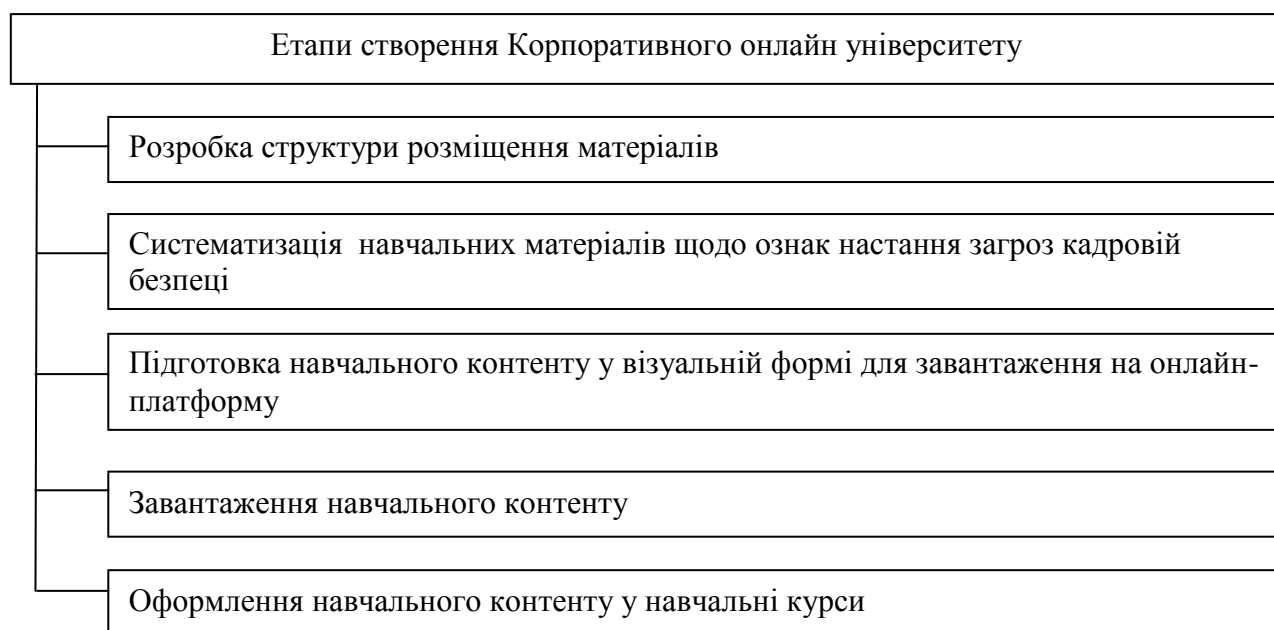 Етапи створення Корпоративного онлайн університету
Розробка структури розміщення матеріалів
Систематизація  навчальних матеріалів щодо ознак настання загроз кадровій
безпеці
Підготовка навчального контенту у візуальній формі для завантаження на онлайн-
платформу
Завантаження навчального контенту
Оформлення навчального контенту у навчальні курси